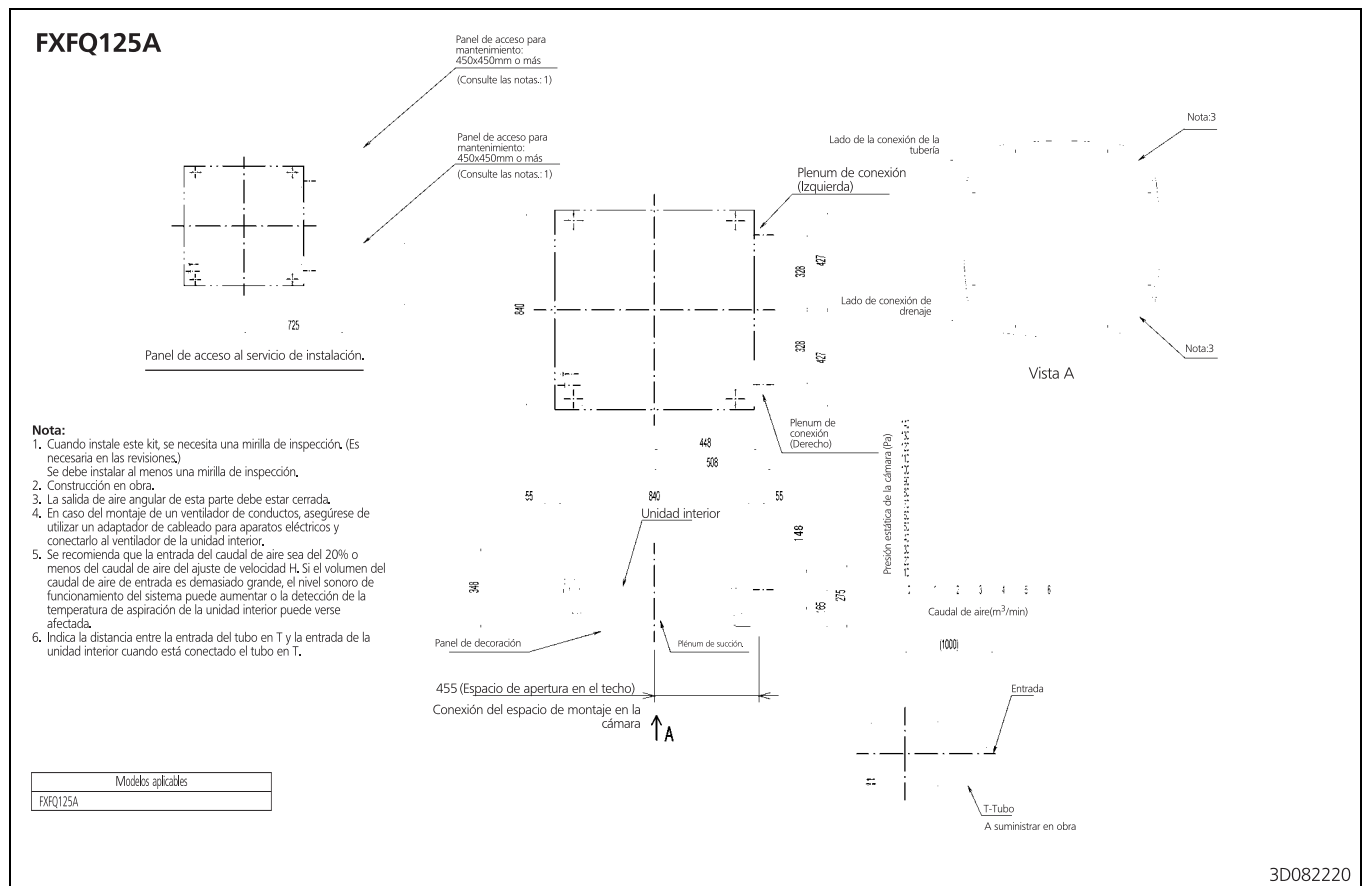 FXFQ125A
Panel de acceso para
mantenimiento:
450x450mm o más
(Consulte las notas.: 1)
Panel de acceso para
mantenimiento:
450x450mm o más
(Consulte las notas.: 1)
725
Panel de acceso al servicio de instalación.
Plenum de conexión
(Izquierda)
840
328
427
328
427
Plenum de
conexión
(Derecho)
448
508
55
840
55
Lado de la conexión de la
tubería
Lado de conexión de
drenaje
Nota:3
Nota:3
Vista A
Nota:
1. Cuando instale este kit, se necesita una mirilla de inspección. (Es
necesaria en las revisiones.)
Se debe instalar al menos una mirilla de inspección.
2. Construcción en obra.
3. La salida de aire angular de esta parte debe estar cerrada.
4. En caso del montaje de un ventilador de conductos, asegúrese de
utilizar un adaptador de cableado para aparatos eléctricos y
conectarlo al ventilador de la unidad interior.
5. Se recomienda que la entrada del caudal de aire sea del 20% o
menos del caudal de aire del ajuste de velocidad H. Si el volumen del
caudal de aire de entrada es demasiado grande, el nivel sonoro de
funcionamiento del sistema puede aumentar o la detección de la
temperatura de aspiración de la unidad interior puede verse
afectada.
6. Indica la distancia entre la entrada del tubo en T y la entrada de la
unidad interior cuando está conectado el tubo en T.
Unidad interior
348
148
165
275
Panel de decoración
Plénum de succión.
455 (Espacio de apertura en el techo)
Conexión del espacio de montaje en la
cámara
A
Presión estática de la cámara (Pa)
1 2 3 4 5 6
Caudal de aire(m³/min)
(1000)
Entrada
T-Tubo
A suministrar en obra
Modelos aplicables
FXFQ125A
3D082220